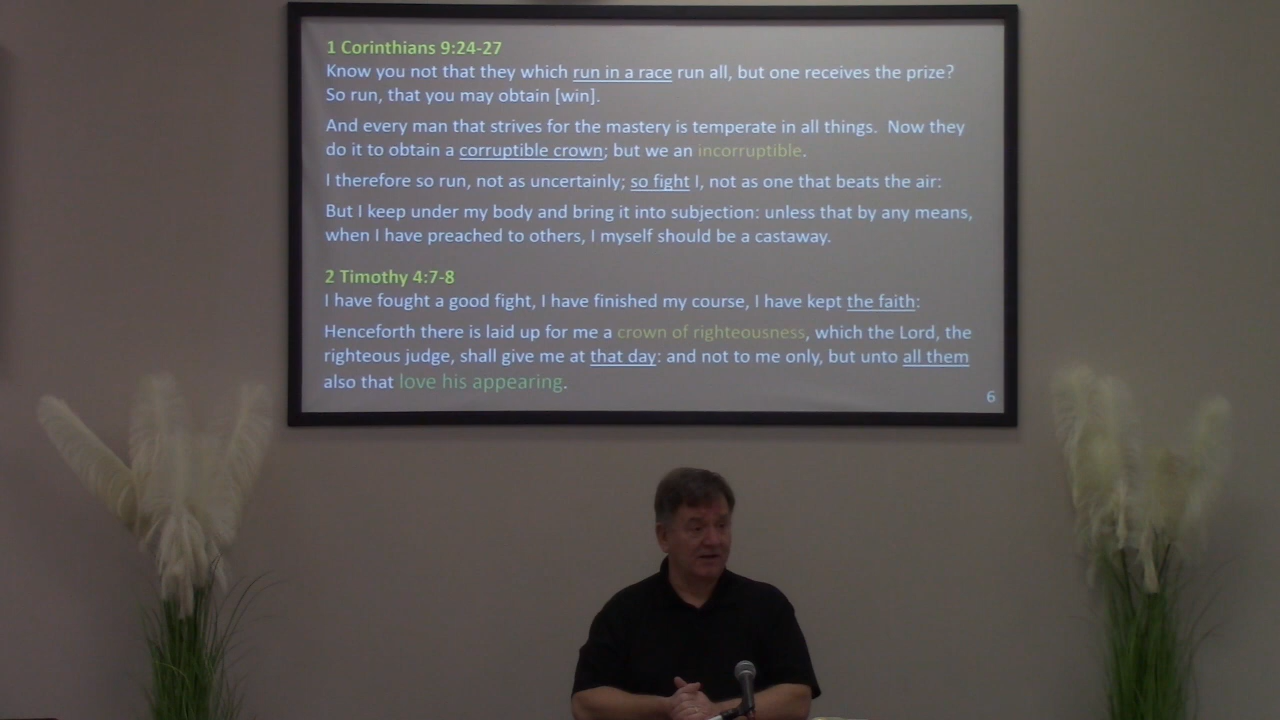 1 Corinthians 9:24-27
Know you not that they which run in a race run all, but one receives the prize?
So run, that you may obtain [win].
And every man that strives for the mastery is temperate in all things. Now they
do it to obtain a corruptible crown; but we an incorruptible.
I therefore so run, not as uncertainly; so fight I, not as one that beats the air:
But I keep under my body and bring it into subjection: unless that by any means,
when I have preached to others, I myself should be a castaway.
2 Timothy 4:7-8
I have fought a good fight, I have finished my course, I have kept the faith:
Henceforth there is laid up for me a crown of righteousness, which the Lord, the
righteous judge, shall give me at that day: and not to me only, but unto all them
also that love his appearing.
6